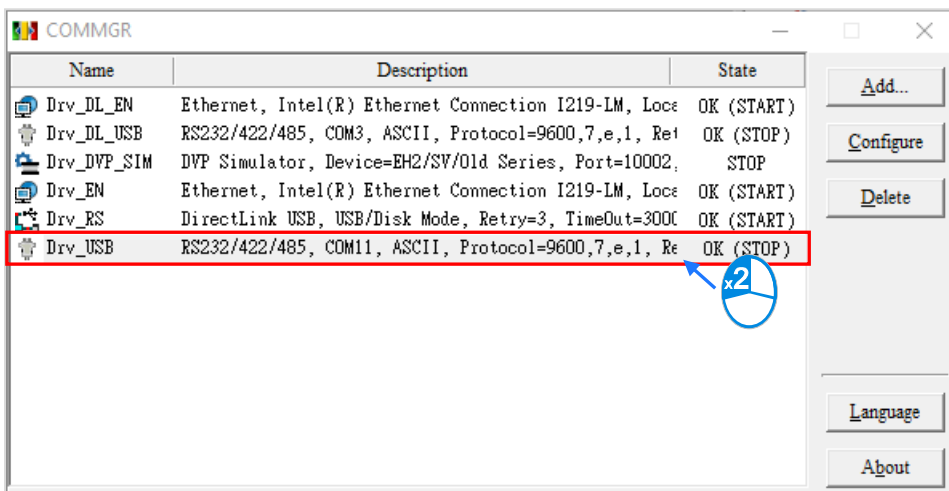 COMMGR
Name Description State
Drv_DL_EN Ethernet, Intel(R) Ethernet Connection I219-LM, Loca OK (START)
Drv_DL_USB RS232/422/485, COM3, ASCII, Protocol=9600,7,e,1, Ret OK (STOP)
Drv_DVP_SIM DVP Simulator, Device=EH2/SV/Old Series, Port=10002, STOP
Drv_EN Ethernet, Intel(R) Ethernet Connection I219-LM, Loca OK (START)
Drv_RS DirectLink USB, USB/Disk Mode, Retry=3, TimeOut=3000 OK (START)
Drv_USB RS232/422/485, COM11, ASCII, Protocol=9600,7,e,1, Re OK (STOP)
x2
Add...
Configure
Delete
Language
About